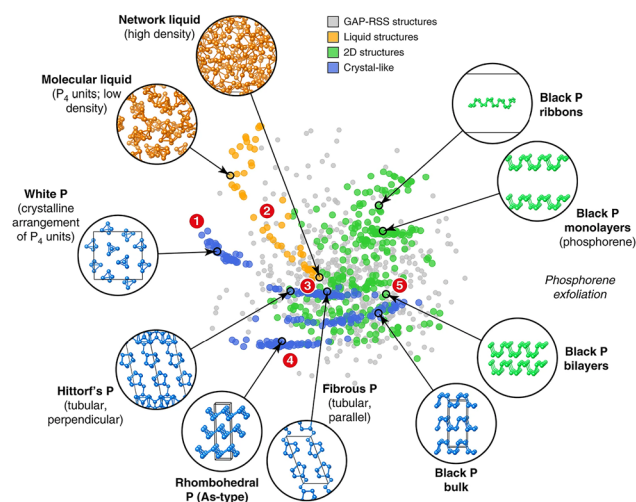 Network liquid
(high density)
GAP-RSS structures
Liquid structures
2D structures
Crystal-like
Molecular liquid
(P4 units; low
density)
Black P
ribbons
White P
(crystalline
arrangement
of P4 units)
1
2
Black P
monolayers
(phosphorene)
Phosphorene
exfoliation
3
5
4
Black P
bilayers
Hittorf's P
(tubular,
perpendicular)
Fibrous P
(tubular,
parallel)
Rhombohedral
P (As-type)
Black P
bulk